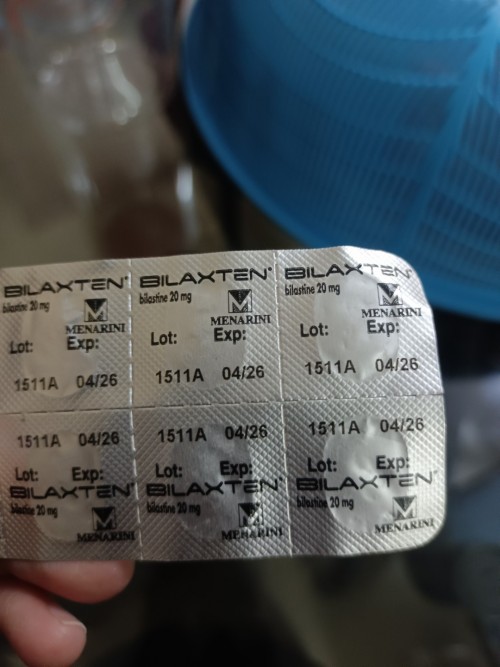 BILAXTEN®
bilastine 20 mg
MENARINI
Lot: Exp:
1511A 04/26
BILAXTEN®
bilastine 20 mg
MENARINI
Lot: Exp:
1511A 04/26
BILAXTEN®
bilastine 20 mg
MENARINI
Lot: Exp:
1511A 04/26
1511A 04/26
Lot: Exp:
BILAXTEN®
bilastine 20 mg
MENARINI
1511A 04/26
Lot: Exp:
BILAXTEN®
bilastine 20 mg
MENARINI
1511A 04/26
Lot: Exp:
BILAXTEN®
bilastine 20 mg
MENARINI